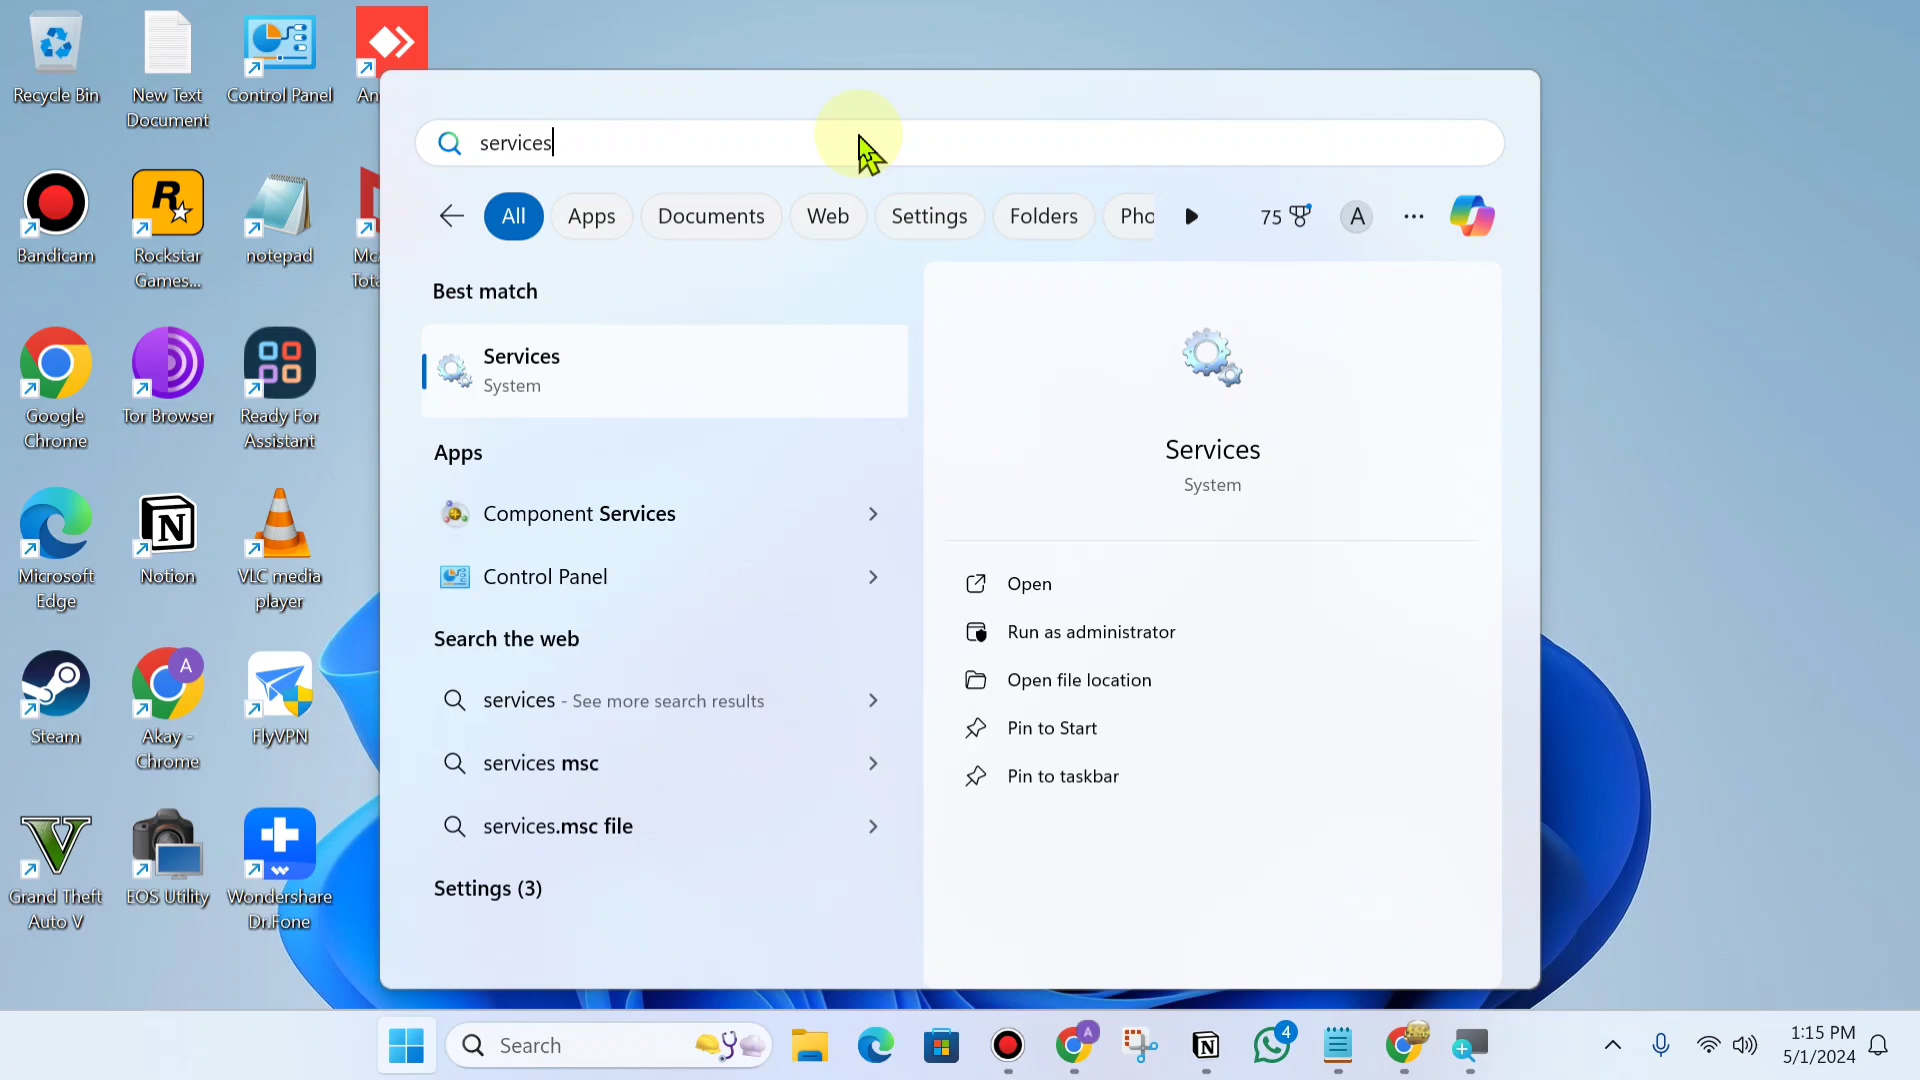 Recycle Bin
New Text
Document
Control Panel
An
Bandicam
R
Rockstar
Games...
notepad
Mc
Tota
Google
Chrome
Tor Browser
Ready For
Assistant
Microsoft
Edge
N
Notion
VLC media
player
Steam
A
Akay -
Chrome
FlyVPN
V
Grand Theft
Auto V
EOS Utility
Wondershare
Dr.Fone
services
All
Apps
Documents
Web
Settings
Folders
Pho
75
A
Best match
Services
System
Apps
Component Services
Control Panel
Search the web
services - See more search results
services msc
services.msc file
Settings (3)
Services
System
Open
Run as administrator
Open file location
Pin to Start
Pin to taskbar
Search
A
N
4
1:15 PM
5/1/2024